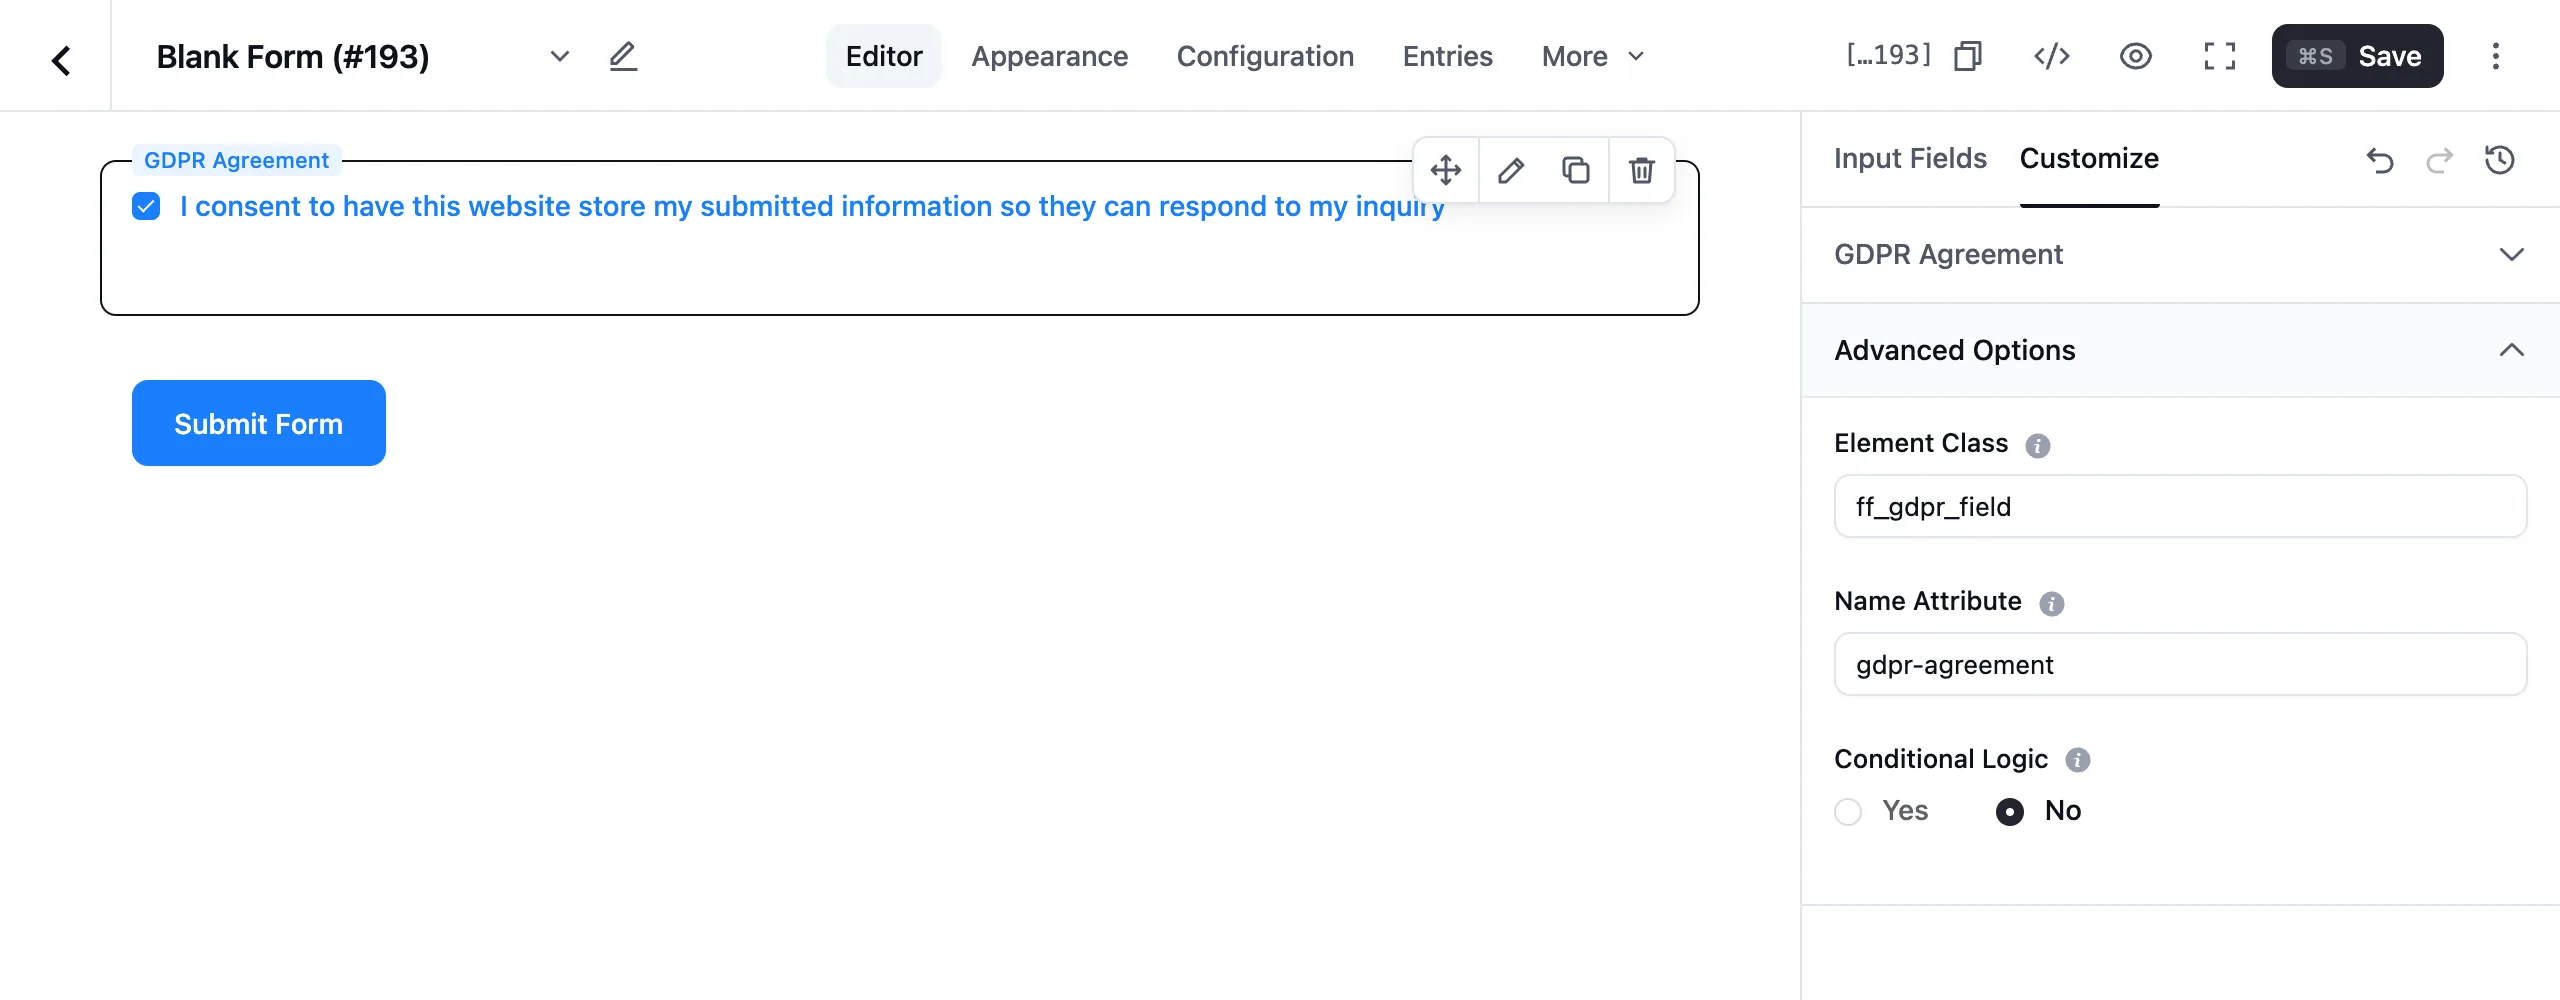 Blank Form (#193)
Editor
Appearance
Configuration
Entries
More
[…193]
⌘S Save
GDPR Agreement
I consent to have this website store my submitted information so they can respond to my inquiry
Submit Form
Input Fields
Customize
GDPR Agreement
Advanced Options
Element Class
ff_gdpr_field
Name Attribute
gdpr-agreement
Conditional Logic
Yes
No